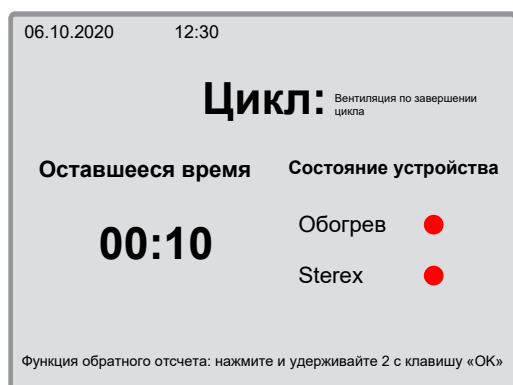 06.10.2020 12:30
Цикл: Вентиляция по завершении
цикла
Оставшееся время Состояние устройства
00:10
Обогрев
Sterex
Функция обратного отсчета: нажмите и удерживайте 2 с клавишу «OK»